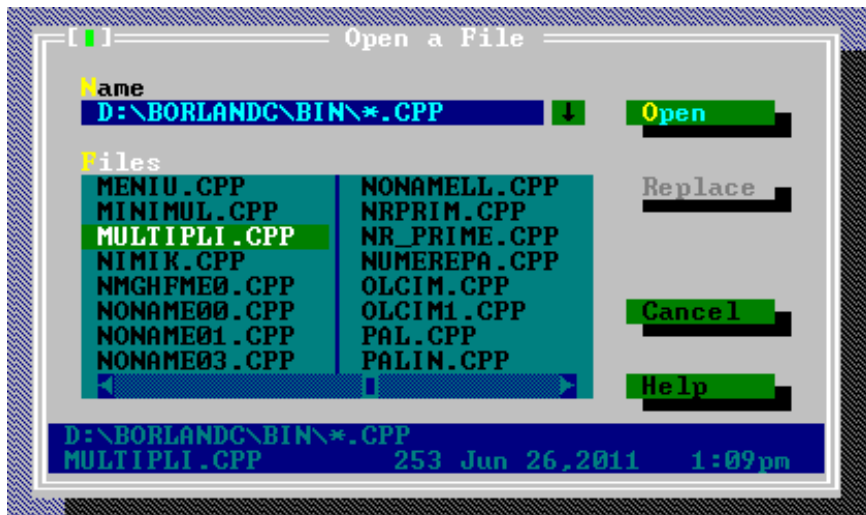 [▮] Open a File
Name
D:\BORLANDC\BIN\*.CPP ↓ Open
Files
MENIU.CPP NONAMELL.CPP Replace
MINIMUL.CPP NRPRIM.CPP
MULTIPLI.CPP NR_PRIME.CPP
NIMIK.CPP NUMEREPA.CPP
NMGHFME0.CPP OLCIM.CPP
NONAME00.CPP OLCIM1.CPP Cancel
NONAME01.CPP PAL.CPP
NONAME03.CPP PALIN.CPP
Help
D:\BORLANDC\BIN\*.CPP
MULTIPLI.CPP 253 Jun 26,2011 1:09pm